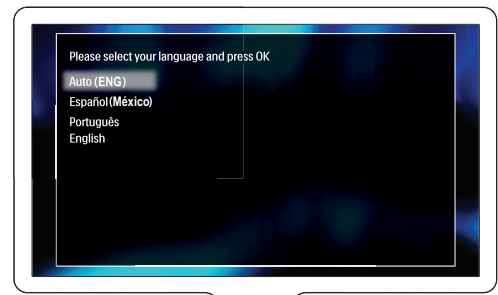 Please select your language and press OK
Auto (ENG)
Español (México)
Português
English